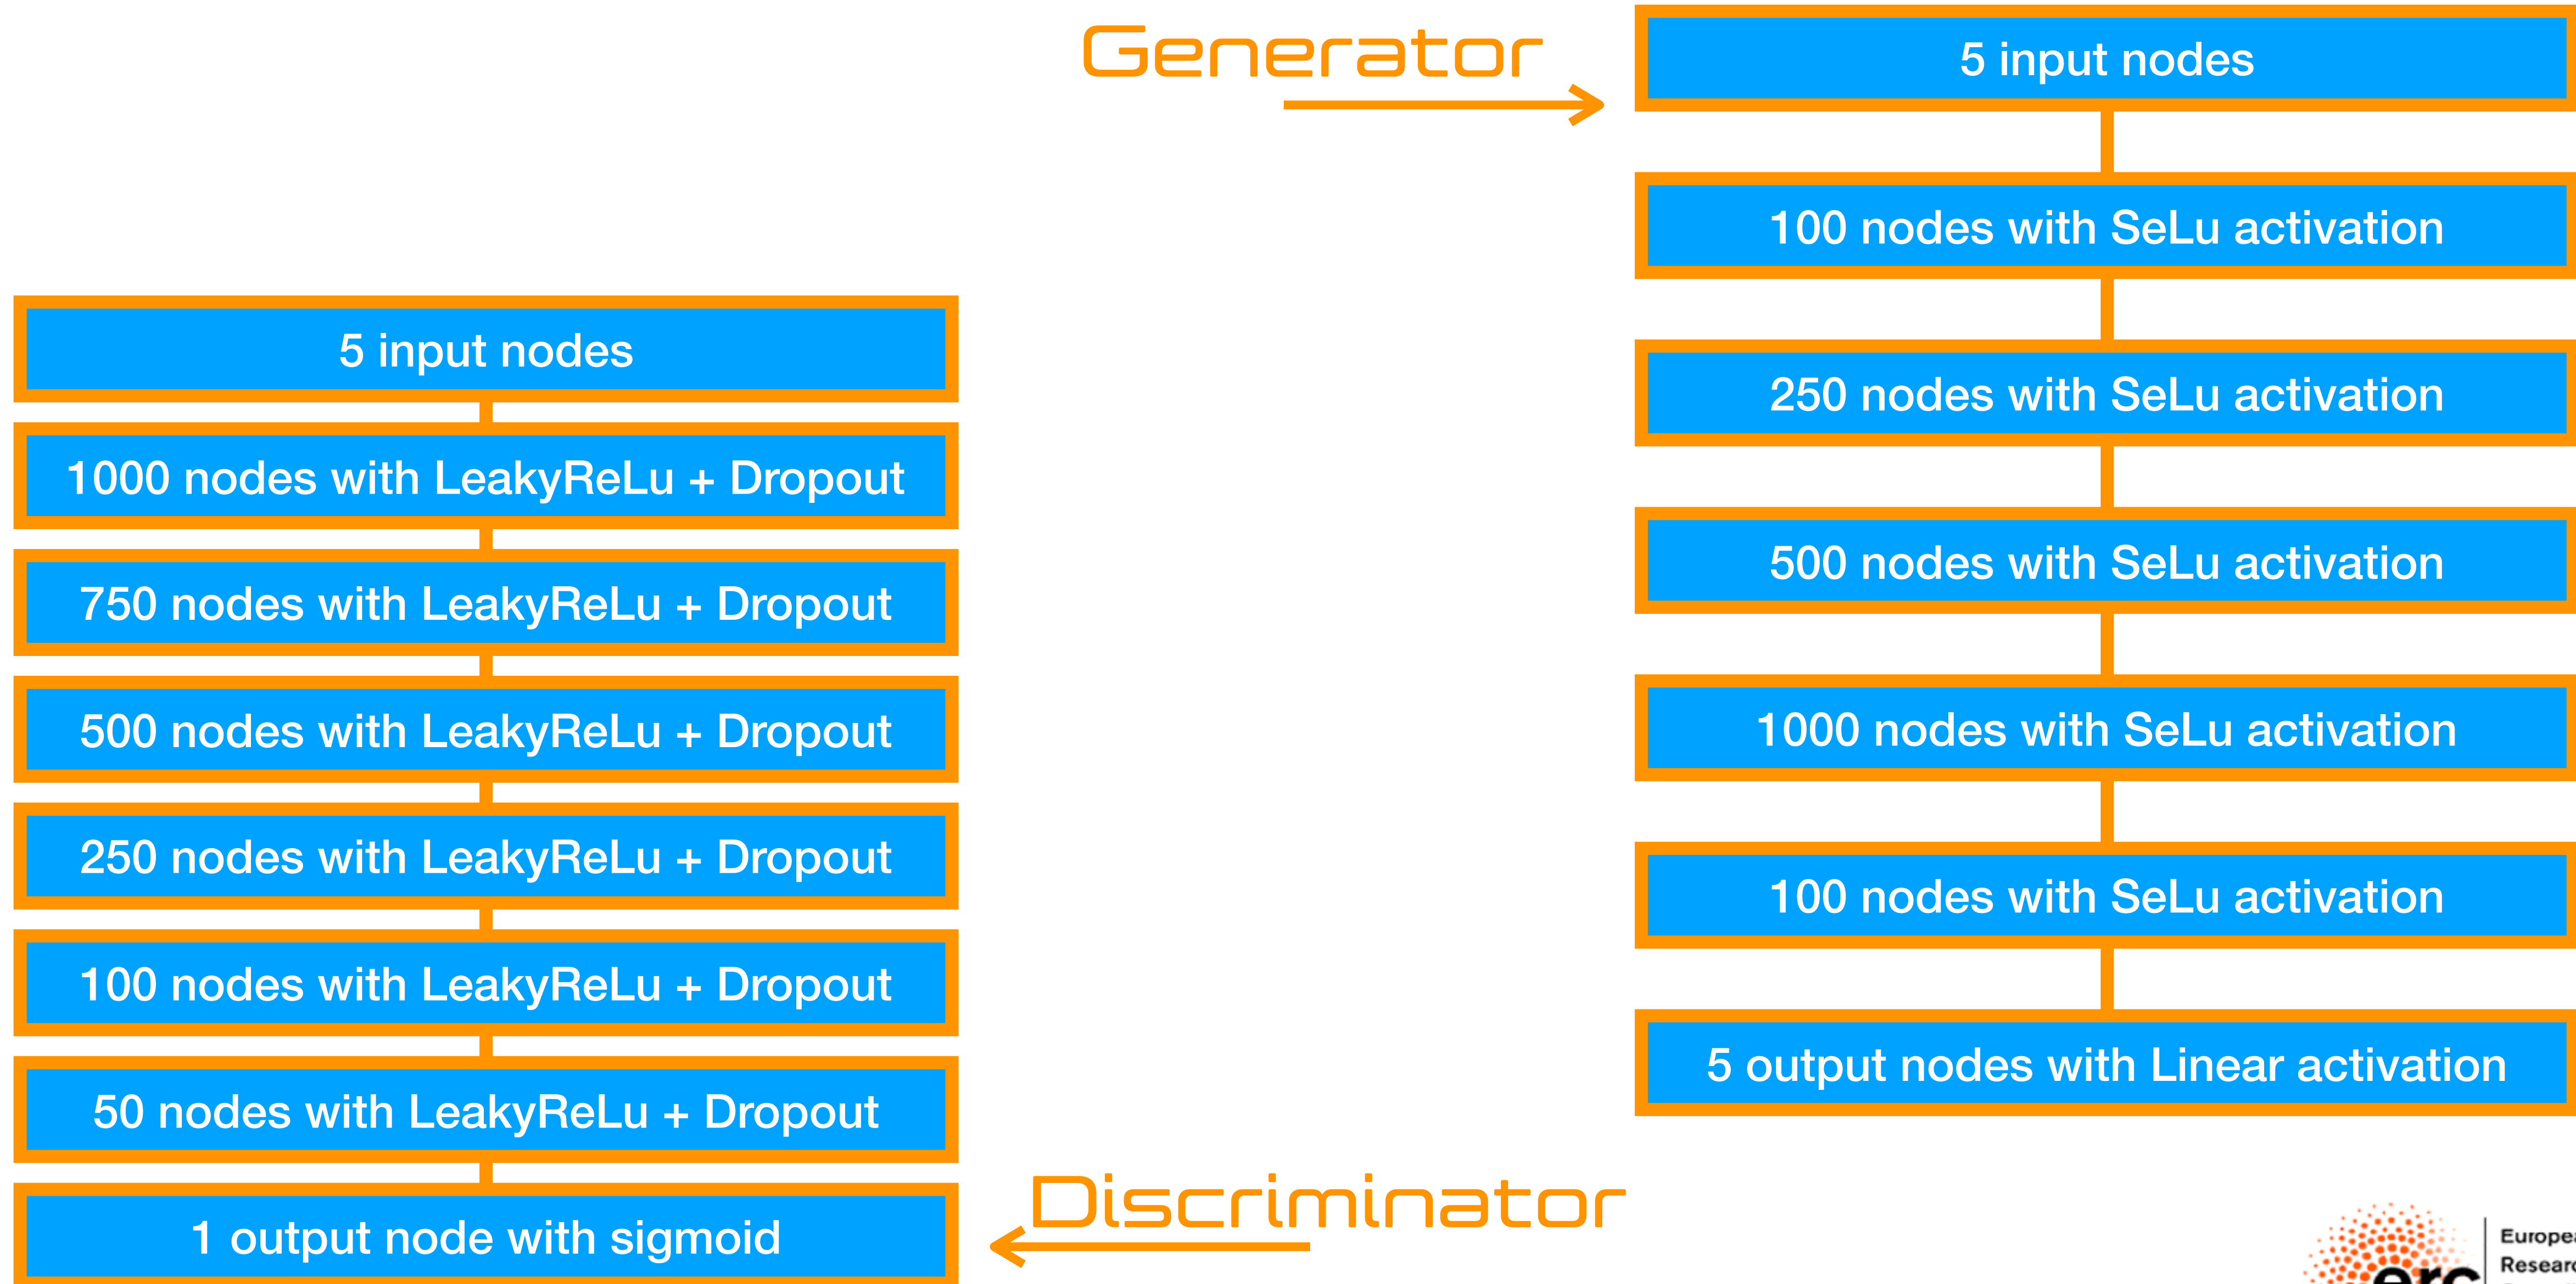 Generator
5 input nodes
100 nodes with SeLu activation
250 nodes with SeLu activation
500 nodes with SeLu activation
1000 nodes with SeLu activation
100 nodes with SeLu activation
5 output nodes with Linear activation
5 input nodes
1000 nodes with LeakyReLu + Dropout
750 nodes with LeakyReLu + Dropout
500 nodes with LeakyReLu + Dropout
250 nodes with LeakyReLu + Dropout
100 nodes with LeakyReLu + Dropout
50 nodes with LeakyReLu + Dropout
1 output node with sigmoid
Discriminator
erc